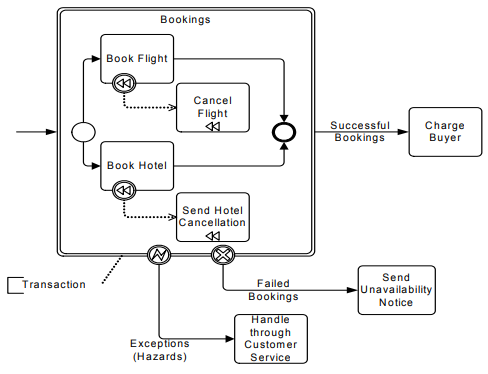 Bookings
Book Flight
Cancel
Flight
Successful
Bookings
Charge
Buyer
Book Hotel
Send Hotel
Cancellation
Transaction
Failed
Bookings
Send
Unavailability
Notice
Exceptions
(Hazards)
Handle
through
Customer
Service